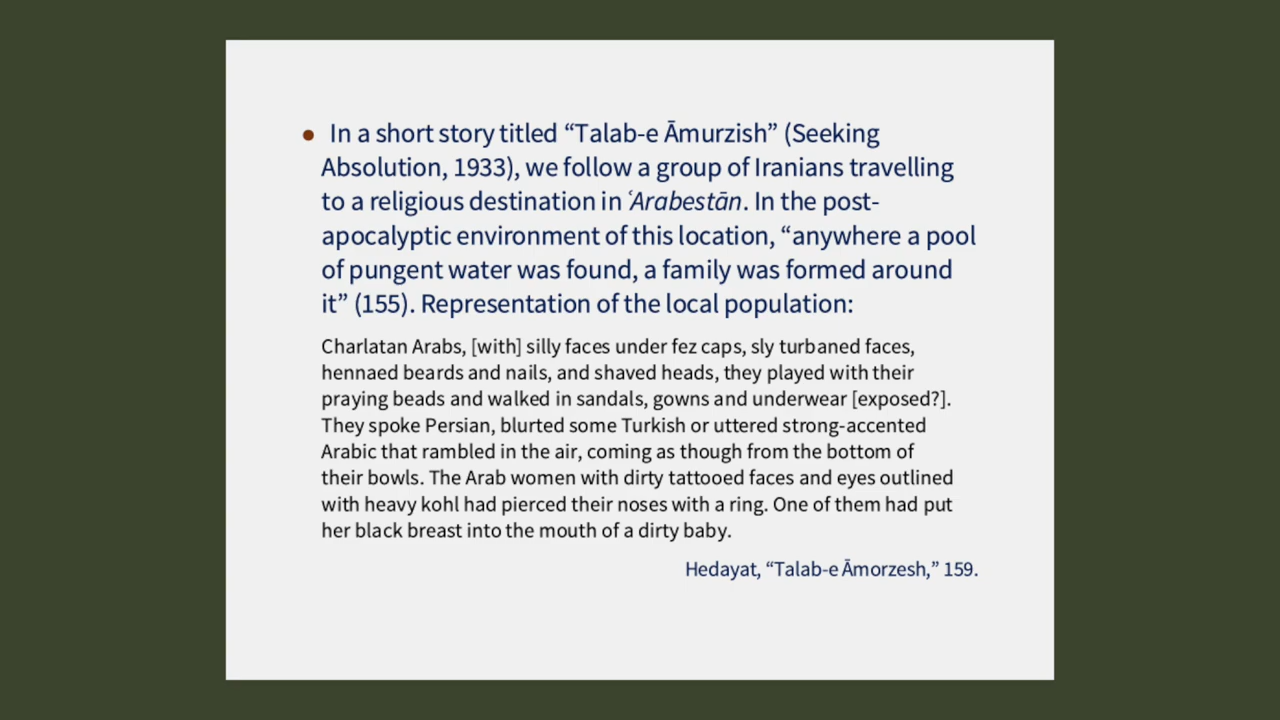 • In a short story titled “Talab-e Āmurzish” (Seeking
Absolution, 1933), we follow a group of Iranians travelling
to a religious destination in ʿArabestān. In the post-
apocalyptic environment of this location, “anywhere a pool
of pungent water was found, a family was formed around
it” (155). Representation of the local population:
Charlatan Arabs, [with] silly faces under fez caps, sly turbaned faces,
hennaed beards and nails, and shaved heads, they played with their
praying beads and walked in sandals, gowns and underwear [exposed?].
They spoke Persian, blurted some Turkish or uttered strong-accented
Arabic that rambled in the air, coming as though from the bottom of
their bowls. The Arab women with dirty tattooed faces and eyes outlined
with heavy kohl had pierced their noses with a ring. One of them had put
her black breast into the mouth of a dirty baby.
Hedayat, “Talab-e Āmorzesh,” 159.